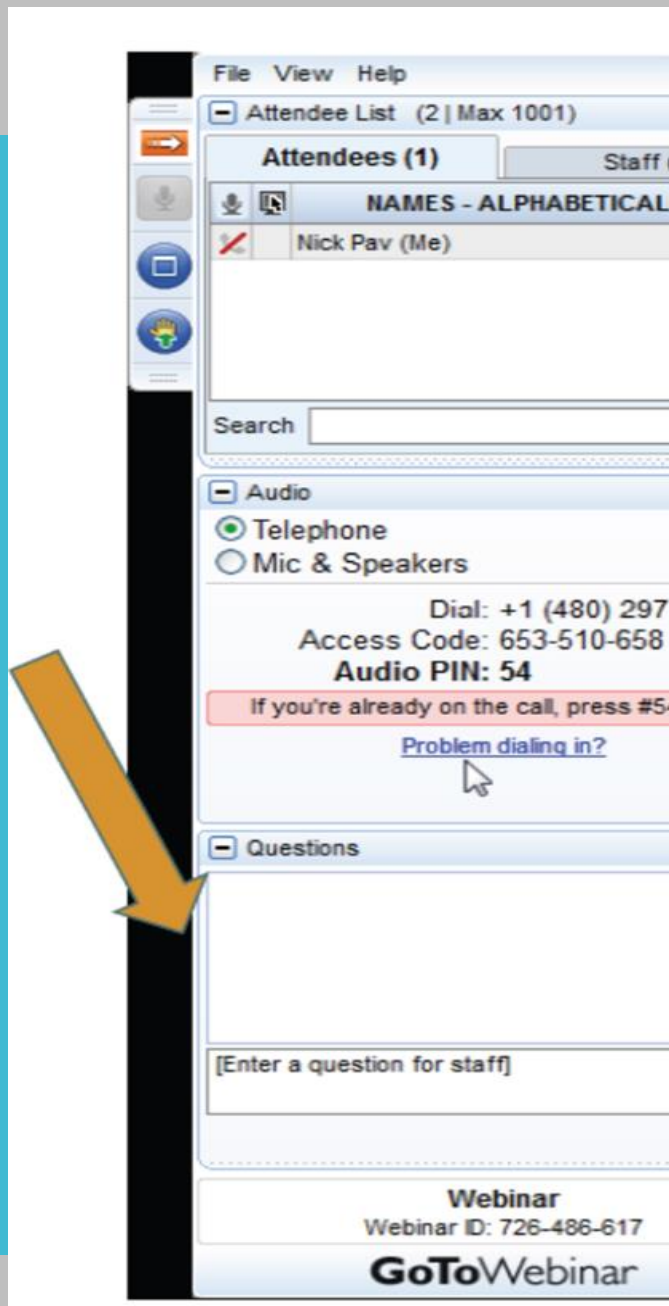 File View Help
Attendee List (2 | Max 1001)
Attendees (1) Staff (
NAMES - ALPHABETICAL
Nick Pav (Me)
Search
Audio
Telephone
Mic & Speakers
Dial: +1 (480) 297
Access Code: 653-510-658
Audio PIN: 54
If you're already on the call, press #54
Problem dialing in?
Questions
[Enter a question for staff]
Webinar
Webinar ID: 726-486-617
GoToWebinar